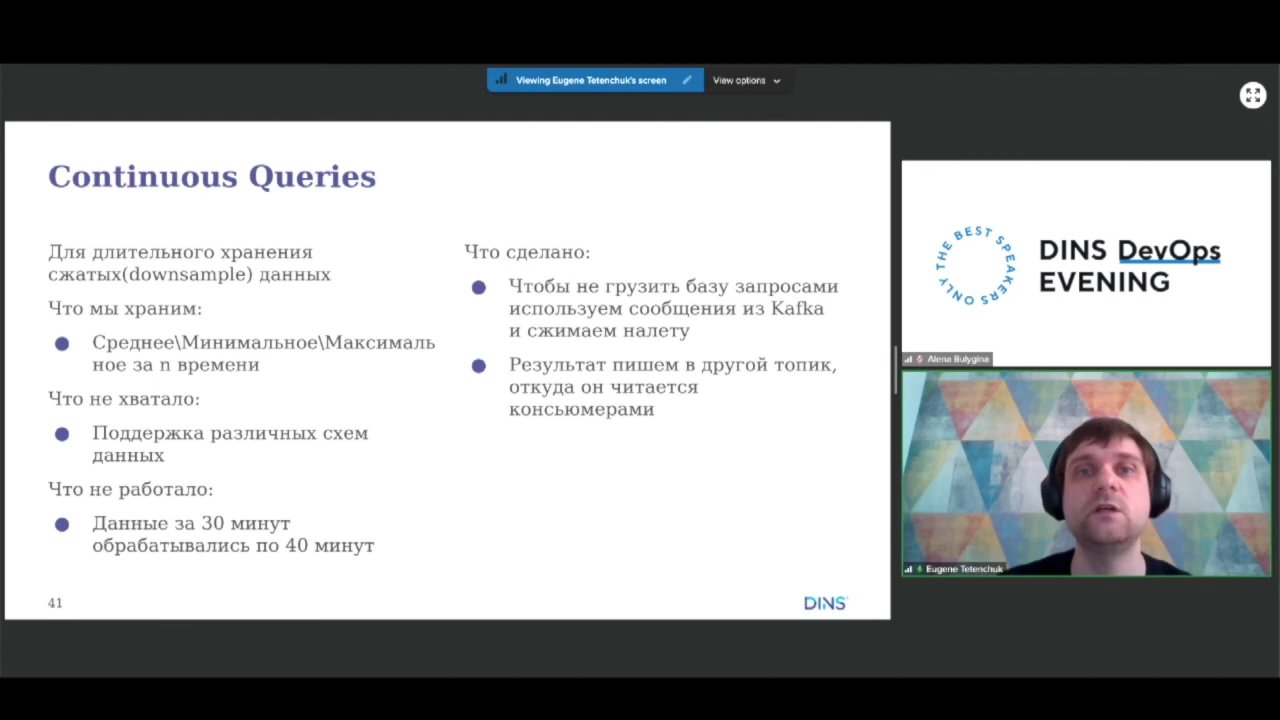 Viewing Eugene Tetenchuk's screen
View options
Continuous Queries
Для длительного хранения
сжатых(downsample) данных
Что мы храним:
Среднее\Минимальное\Максималь
ное за n времени
Что не хватало:
Поддержка различных схем
данных
Что не работало:
Данные за 30 минут
обрабатывались по 40 минут
Что сделано:
Чтобы не грузить базу запросами
используем сообщения из Kafka
и сжимаем налету
Результат пишем в другой топик,
откуда он читается
консьюмерами
41
DINS
ONLY THE BEST SPEAKERS
DINS DevOps
EVENING
Alena Bulygina
Eugene Tetenchuk